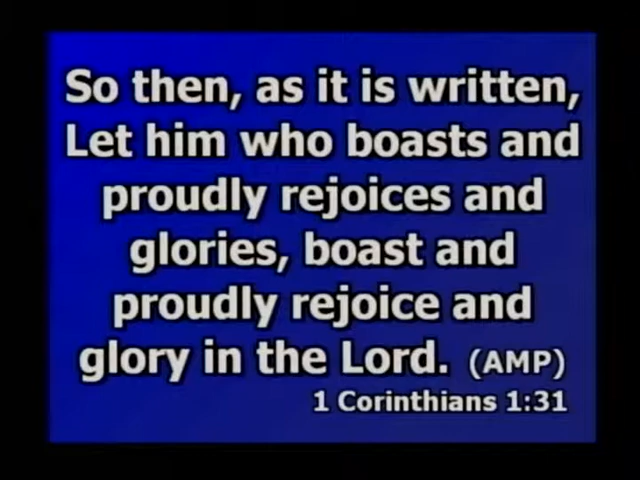 So then, as it is written,
Let him who boasts and
proudly rejoices and
glories, boast and
proudly rejoice and
glory in the Lord. (AMP)
1 Corinthians 1:31